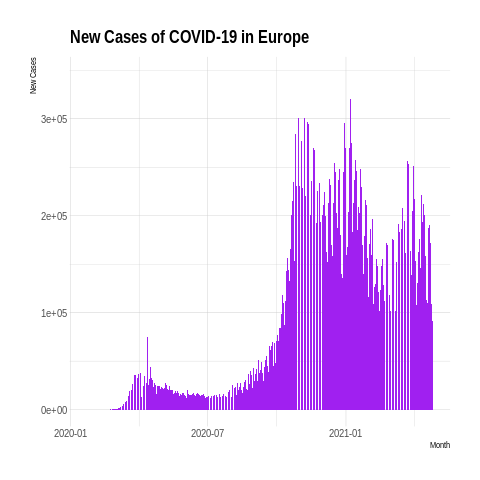 New Cases of COVID-19 in Europe
New Cases
3e+05
2e+05
1e+05
0e+00
2020-01 2020-07 2021-01
Month